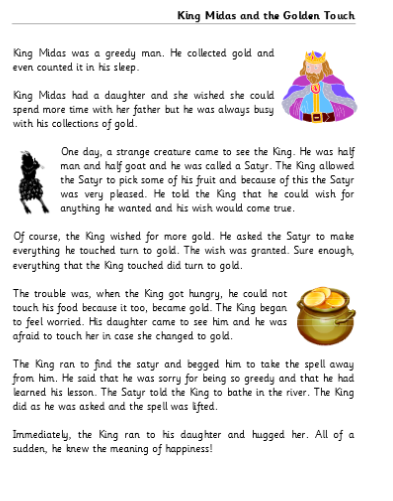 King Midas and the Golden Touch
King Midas was a greedy man. He collected gold and
even counted it in his sleep.
King Midas had a daughter and she wished she could
spend more time with her father but he was always busy
with his collections of gold.
One day, a strange creature came to see the King. He was half
man and half goat and he was called a Satyr. The King allowed
the Satyr to pick some of his fruit and because of this the Satyr
was very pleased. He told the King that he could wish for
anything he wanted and his wish would come true.
Of course, the King wished for more gold. He asked the Satyr to make
everything he touched turn to gold. The wish was granted. Sure enough,
everything that the King touched did turn to gold.
The trouble was, when the King got hungry, he could not
touch his food because it too, became gold. The King began
to feel worried. His daughter came to see him and he was
afraid to touch her in case she changed to gold.
The King ran to find the satyr and begged him to take the spell away
from him. He said that he was sorry for being so greedy and that he had
learned his lesson. The Satyr told the King to bathe in the river. The King
did as he was asked and the spell was lifted.
Immediately, the King ran to his daughter and hugged her. All of a
sudden, he knew the meaning of happiness!